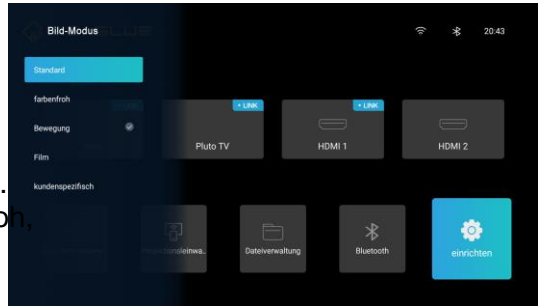 Bild-Modus
20:43
Standard
farbenfroh
Bewegung
Film
kundenspezifisch
• LINK
• LINK
Pluto TV
HDMI 1
HDMI 2
Dateiverwaltung
Bluetooth
einrichten